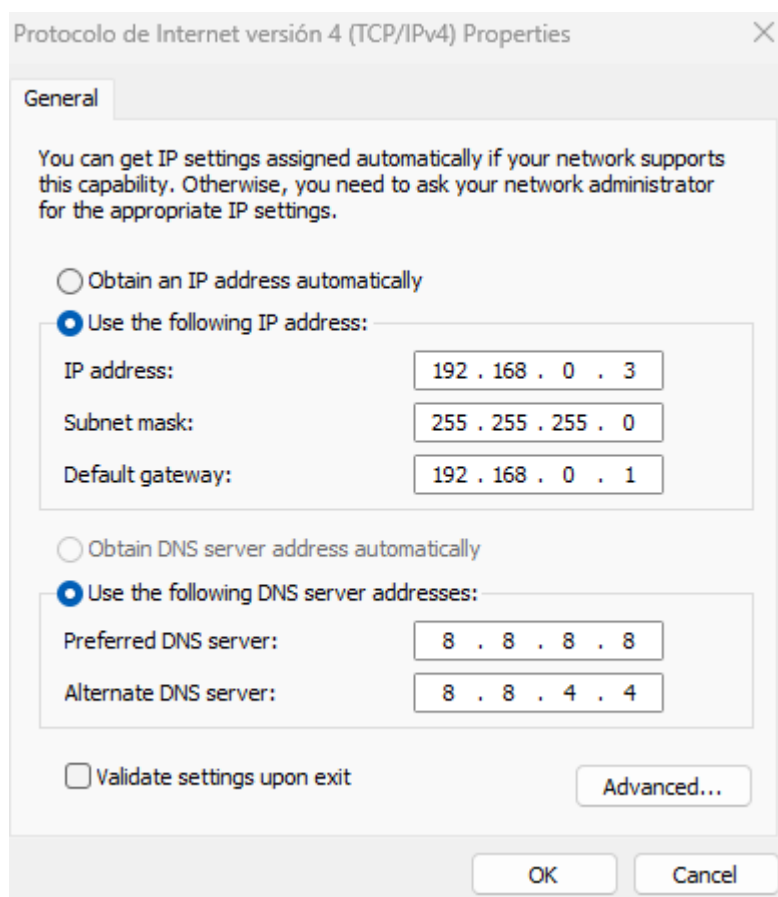 Protocolo de Internet versión 4 (TCP/IPv4) Properties
General
You can get IP settings assigned automatically if your network supports
this capability. Otherwise, you need to ask your network administrator
for the appropriate IP settings.
Obtain an IP address automatically
Use the following IP address:
IP address: 192 . 168 . 0 . 3
Subnet mask: 255 . 255 . 255 . 0
Default gateway: 192 . 168 . 0 . 1
Obtain DNS server address automatically
Use the following DNS server addresses:
Preferred DNS server: 8 . 8 . 8 . 8
Alternate DNS server: 8 . 8 . 4 . 4
Validate settings upon exit
Advanced...
OK Cancel